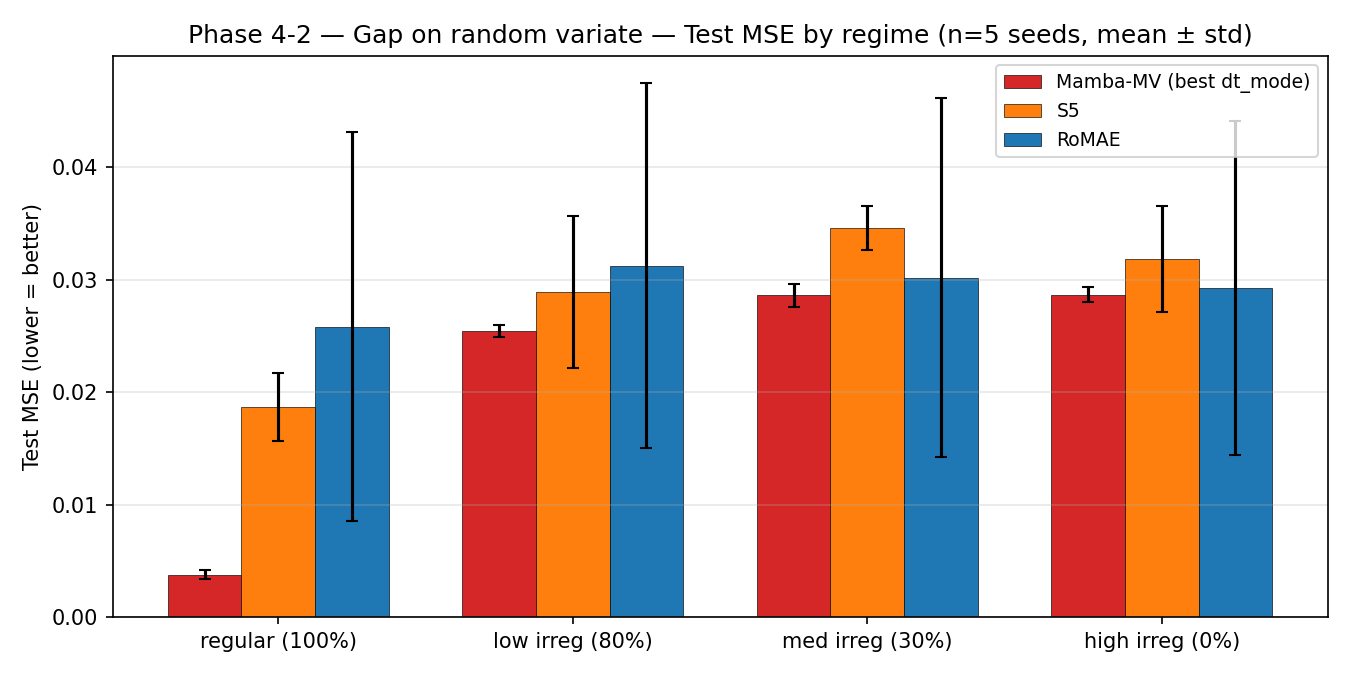 Phase 4-2 — Gap on random variate — Test MSE by regime (n=5 seeds, mean ± std)
Mamba-MV (best dt_mode)
S5
RoMAE
Test MSE (lower = better)
0.04
0.03
0.02
0.01
0.00
regular (100%)
low irreg (80%)
med irreg (30%)
high irreg (0%)